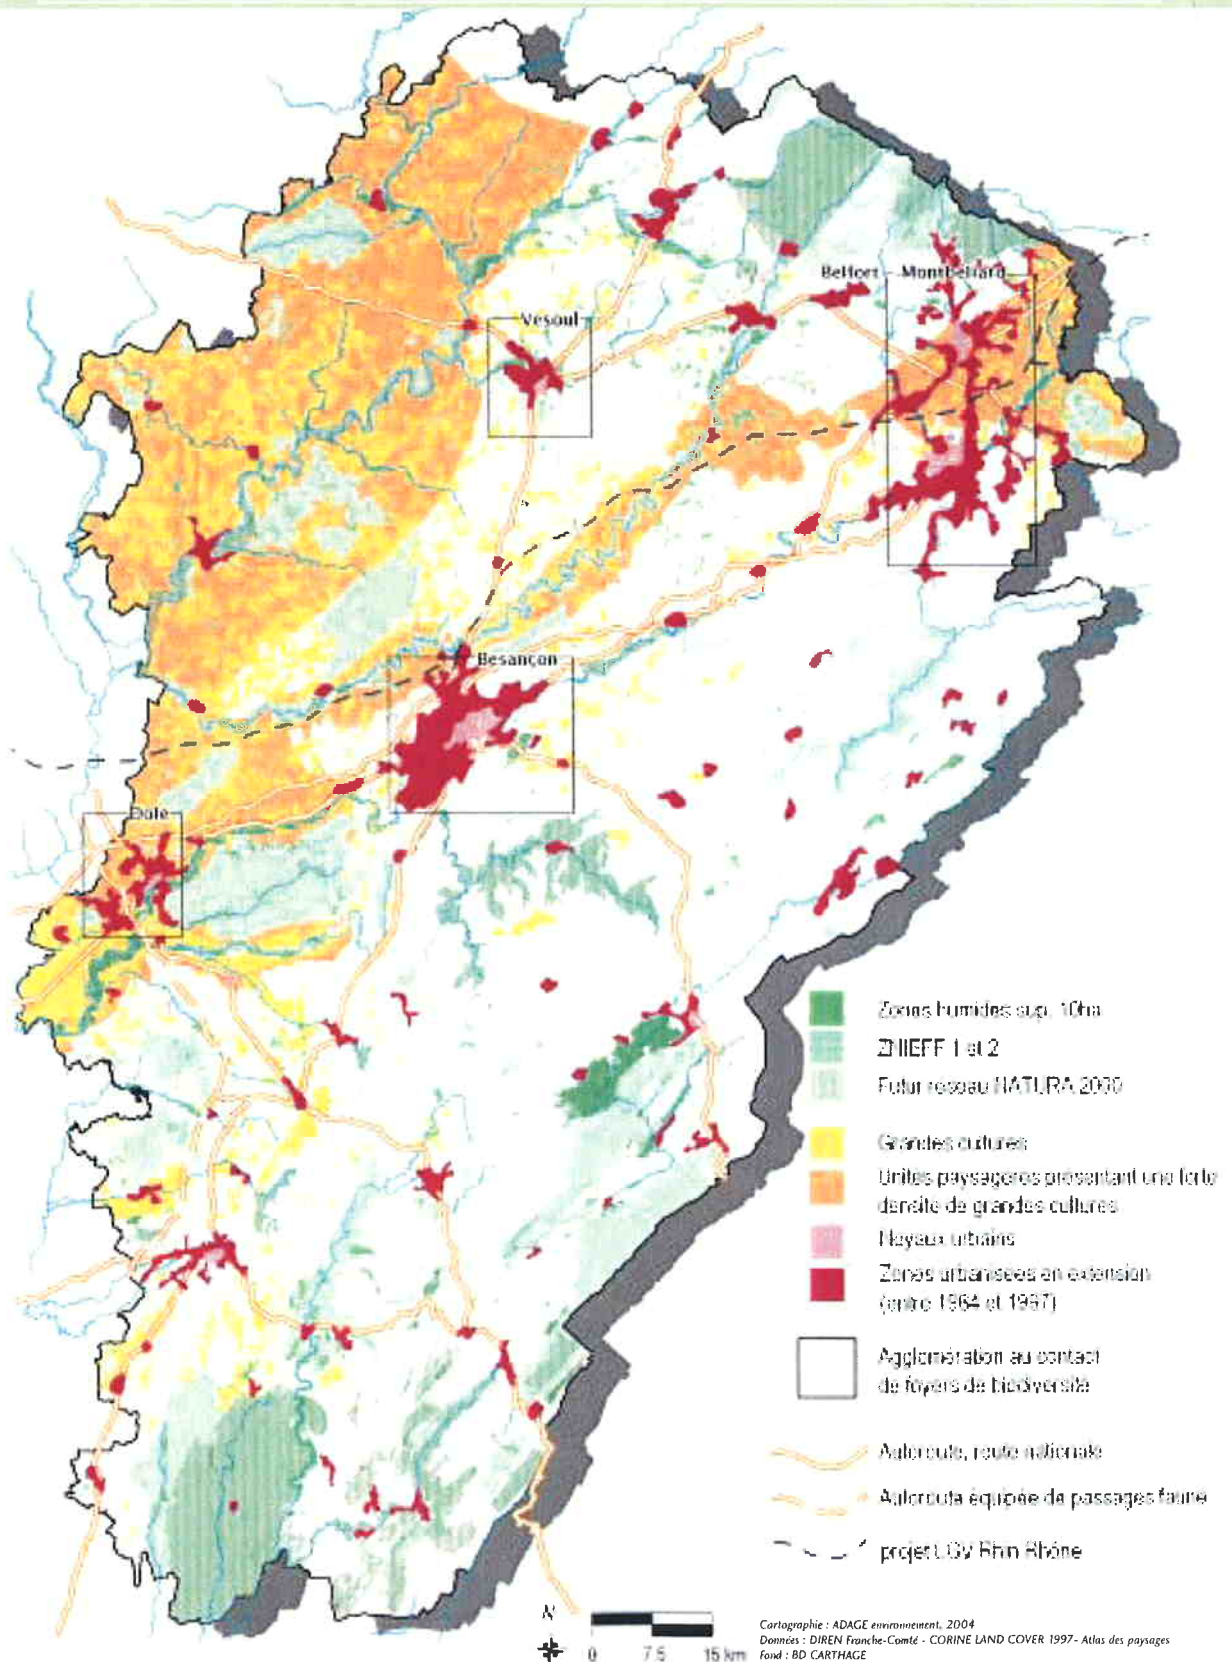 Vesoul
Belfort - Montbéliard
Besançon
Dole
Zones humides sup. 10ha
ZNIEFF 1 et 2
Futur réseau NATURA 2000
Grandes cultures
Unités paysagères présentant une forte
densité de grandes cultures
Noyaux urbains
Zones urbanisées en extension
(entre 1964 et 1997)
Agglomération au contact
de foyers de biodiversité
Autoroute, route nationale
Autoroute équipée de passages faune
projet LGV Rhin Rhône
N
0 7.5 15 km
Cartographie : ADAGE environnement, 2004
Données : DIREN Franche-Comté - CORINE LAND COVER 1997- Atlas des paysages
Fond : BD CARTHAGE